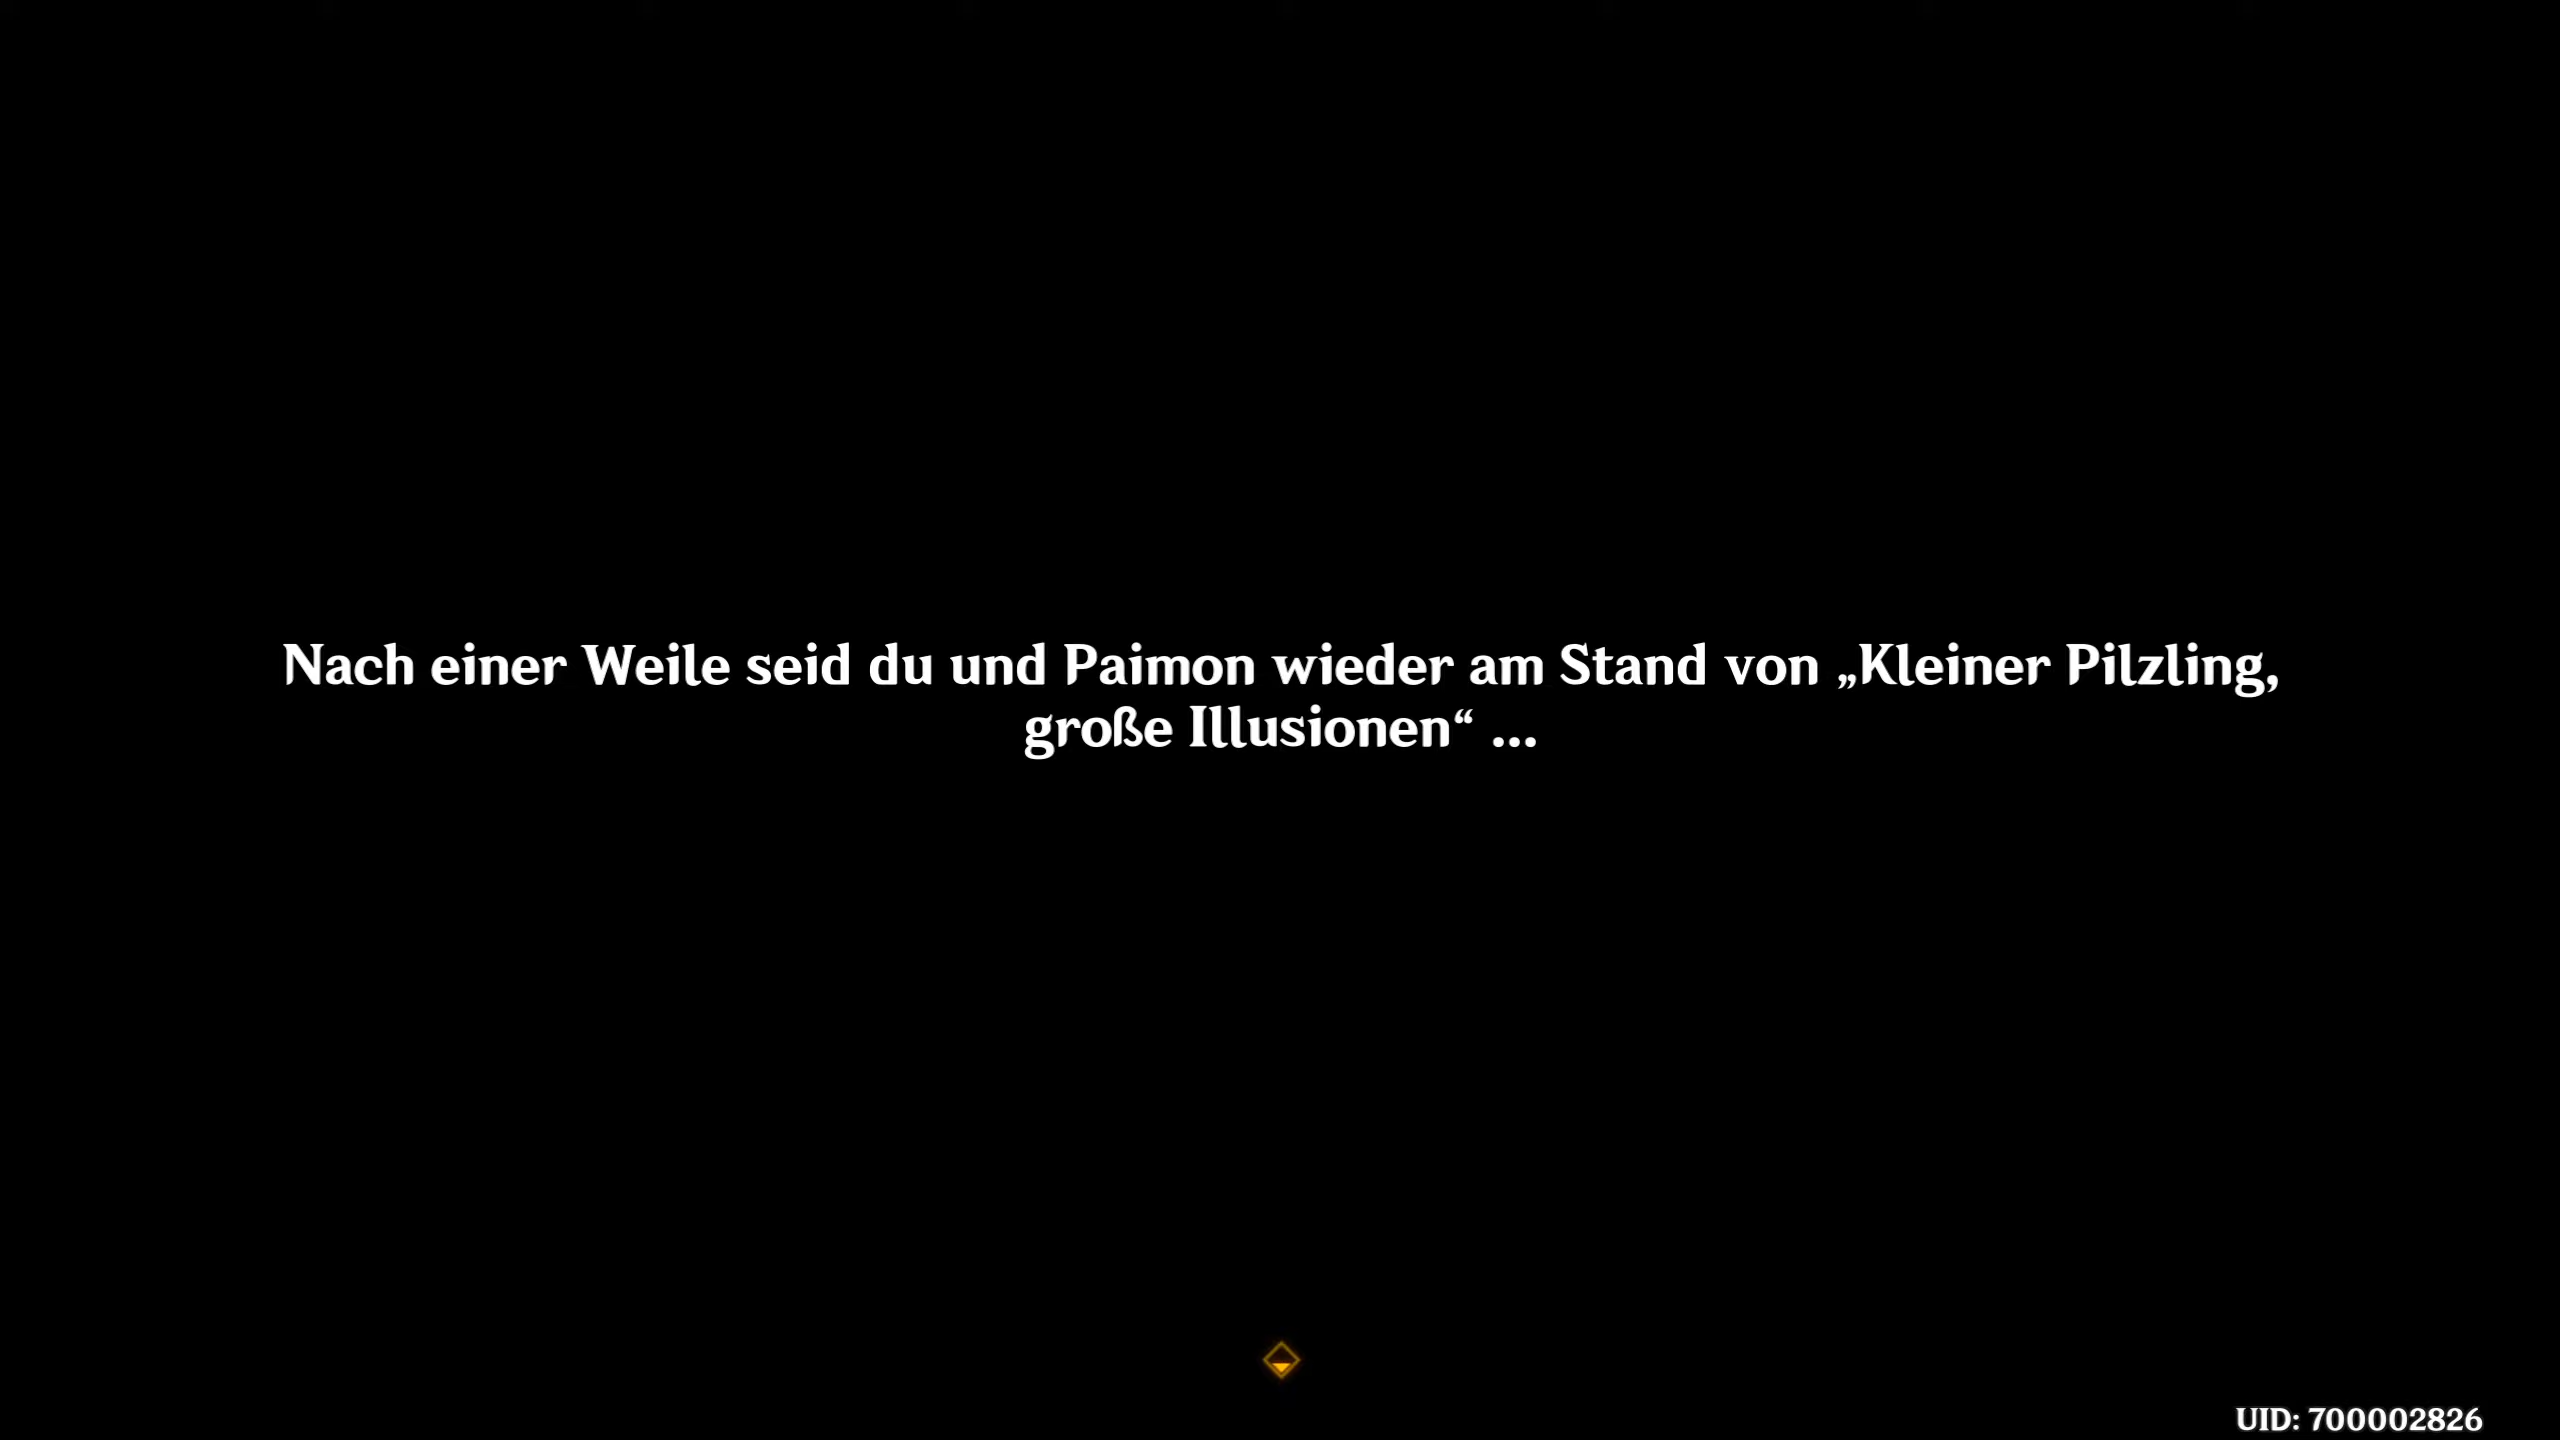 Nach einer Weile seid du und Paimon wieder am Stand von „Kleiner Pilzling,
große Illusionen“ ...
UID: 700002826